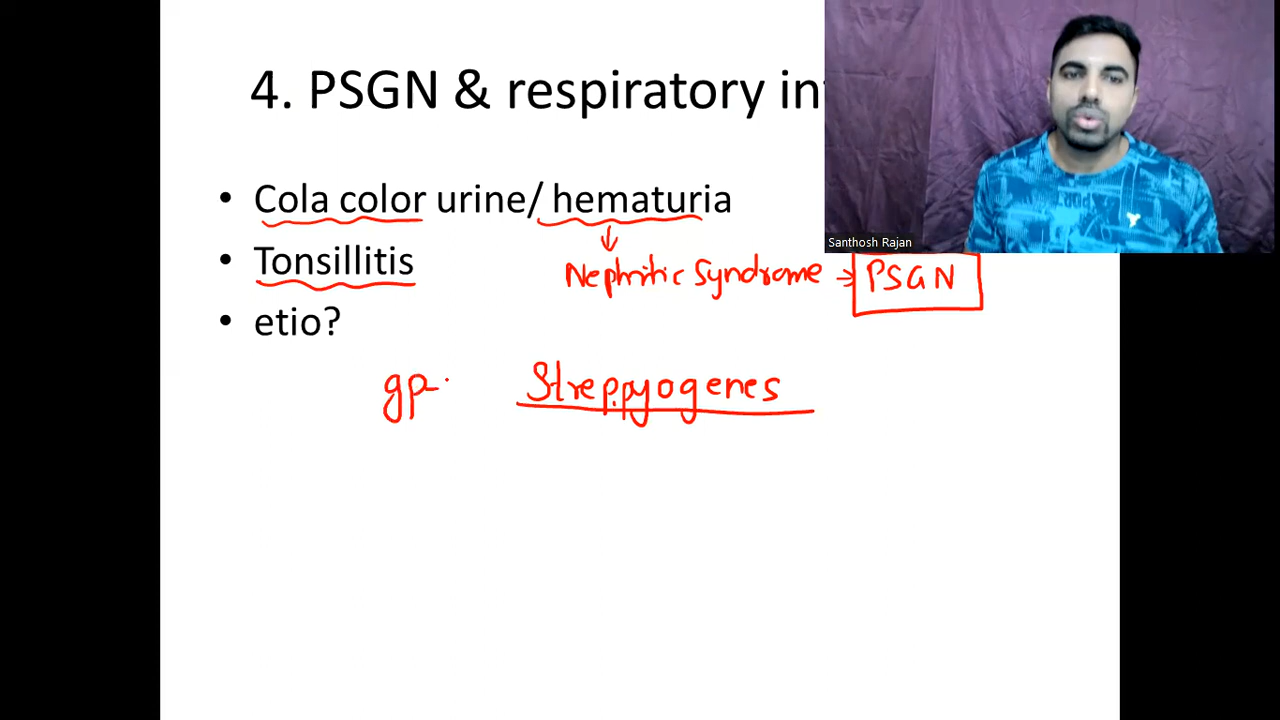 4. PSGN & respiratory in
• Cola color urine/ hematuria
Santhosh Rajan
• Tonsillitis
Nephritic Syndrome → PSGN
• etio?
gp Strep.pyogenes